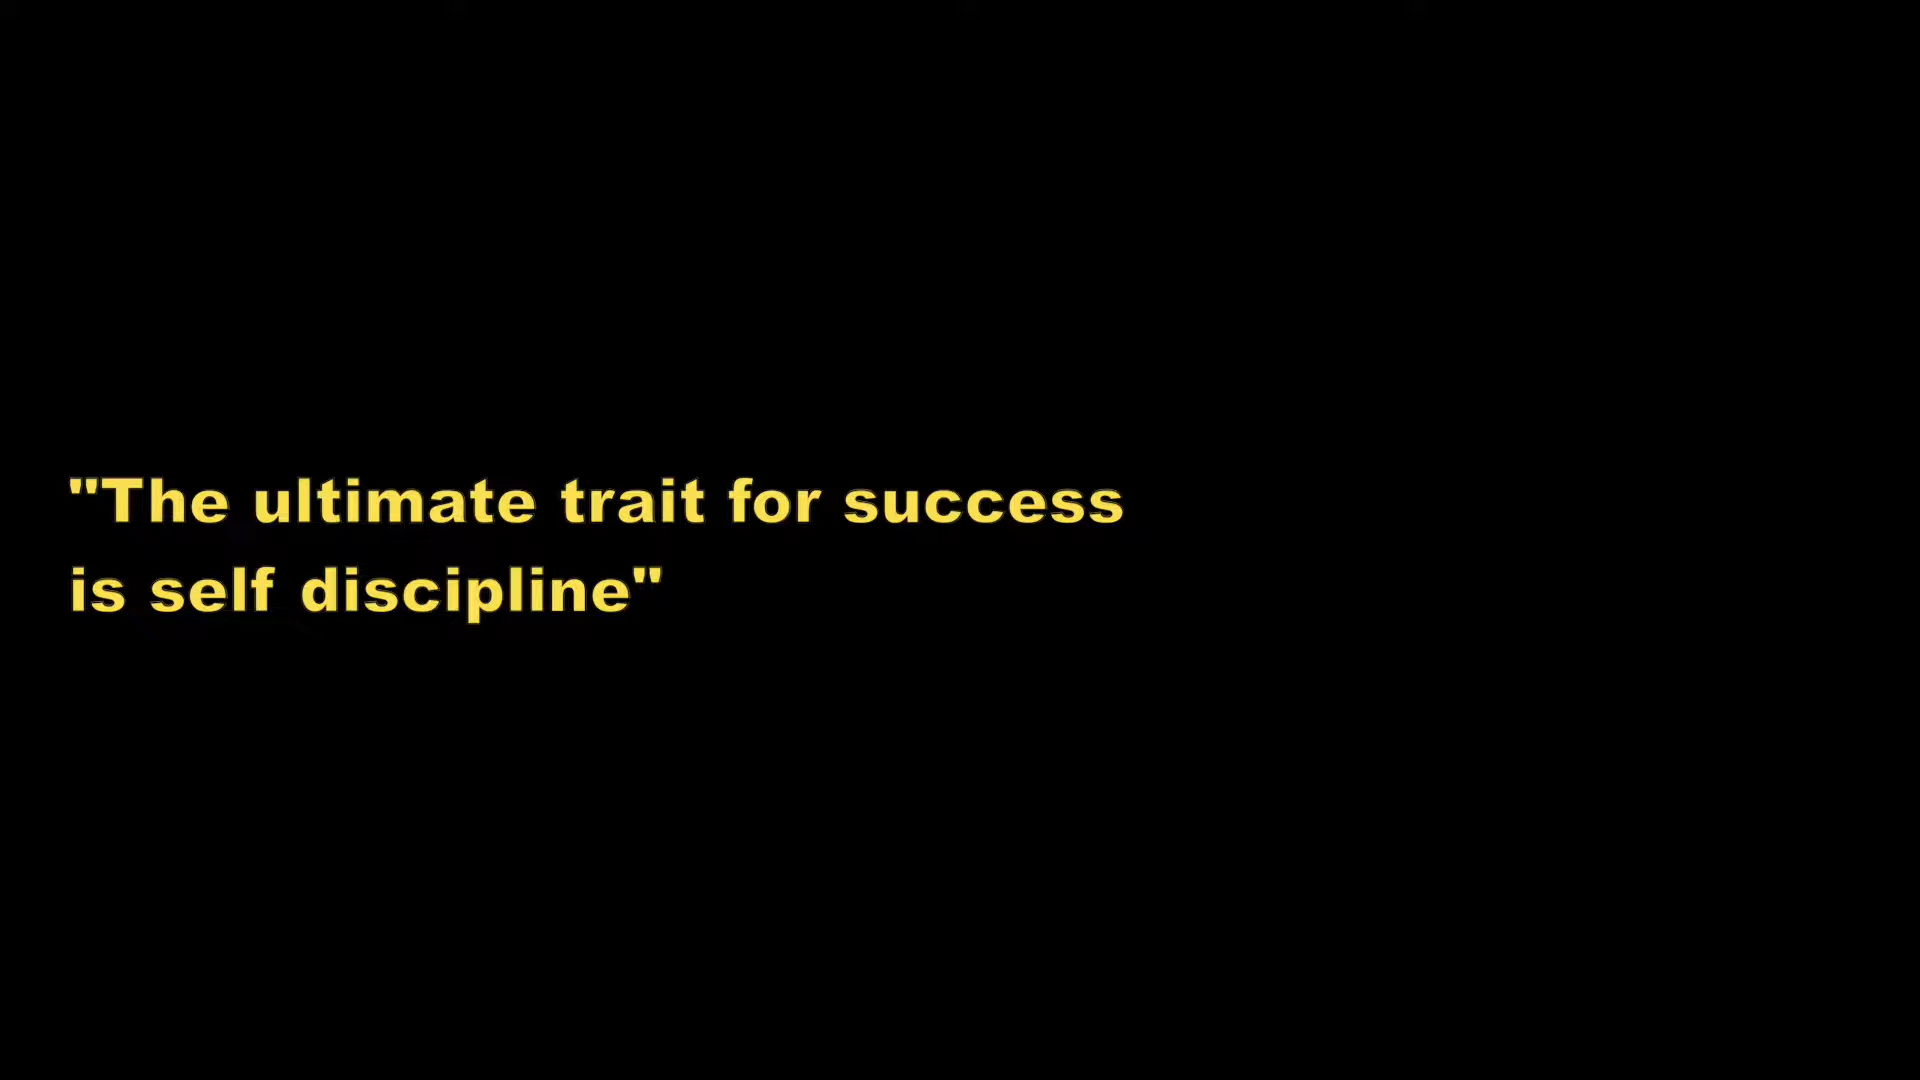 "The ultimate trait for success
is self discipline"